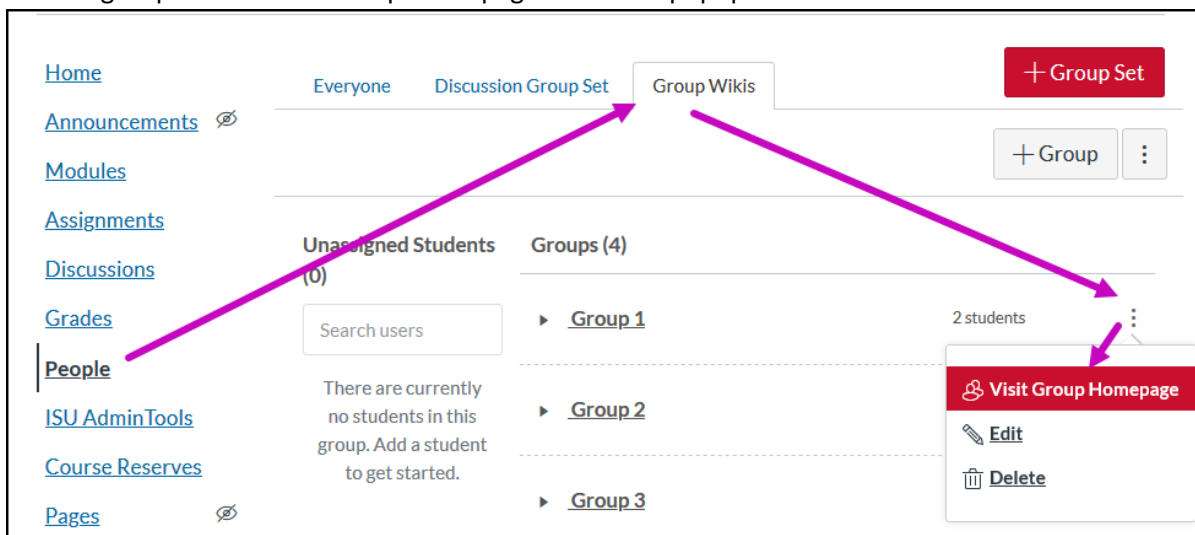 Home
Announcements
Modules
Assignments
Discussions
Grades
People
ISU AdminTools
Course Reserves
Pages
Everyone
Discussion Group Set
Group Wikis
+ Group Set
+ Group
Unassigned Students
(0)
Search users
There are currently
no students in this
group. Add a student
to get started.
Groups (4)
Group 1
2 students
Visit Group Homepage
Edit
Delete
Group 2
Group 3